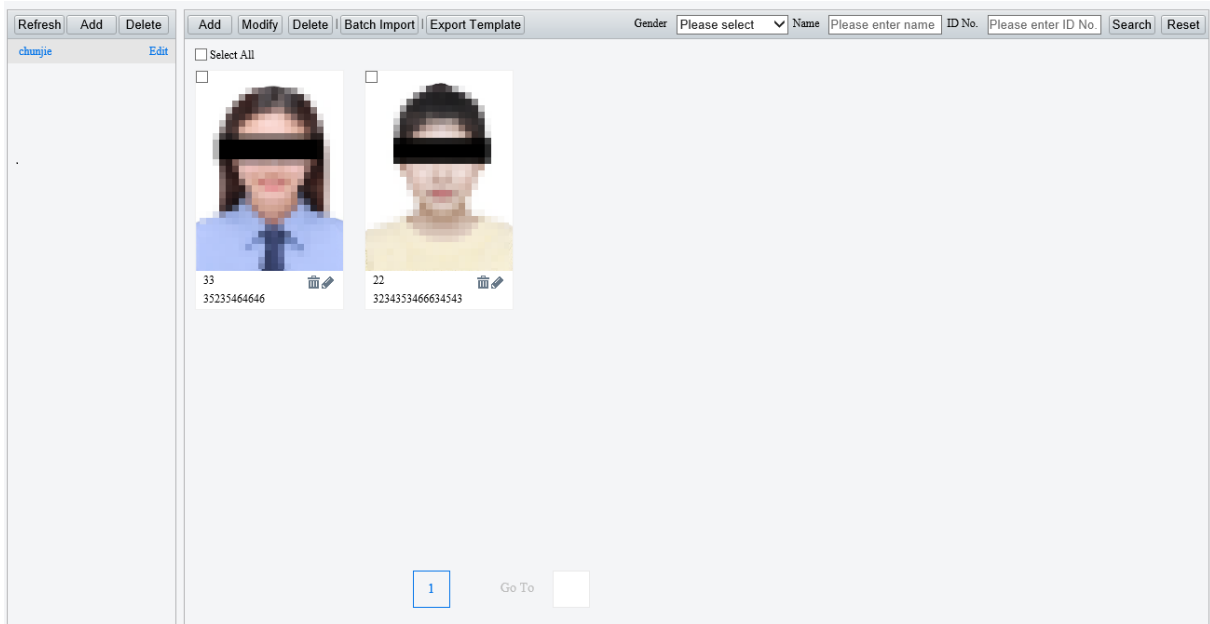 Refresh Add Delete
chunjie Edit
.
Add Modify Delete | Batch Import | Export Template Gender Please select Name Please enter name ID No. Please enter ID No. Search Reset
Select All
33
35235464646
22
3234353466634543
1 Go To